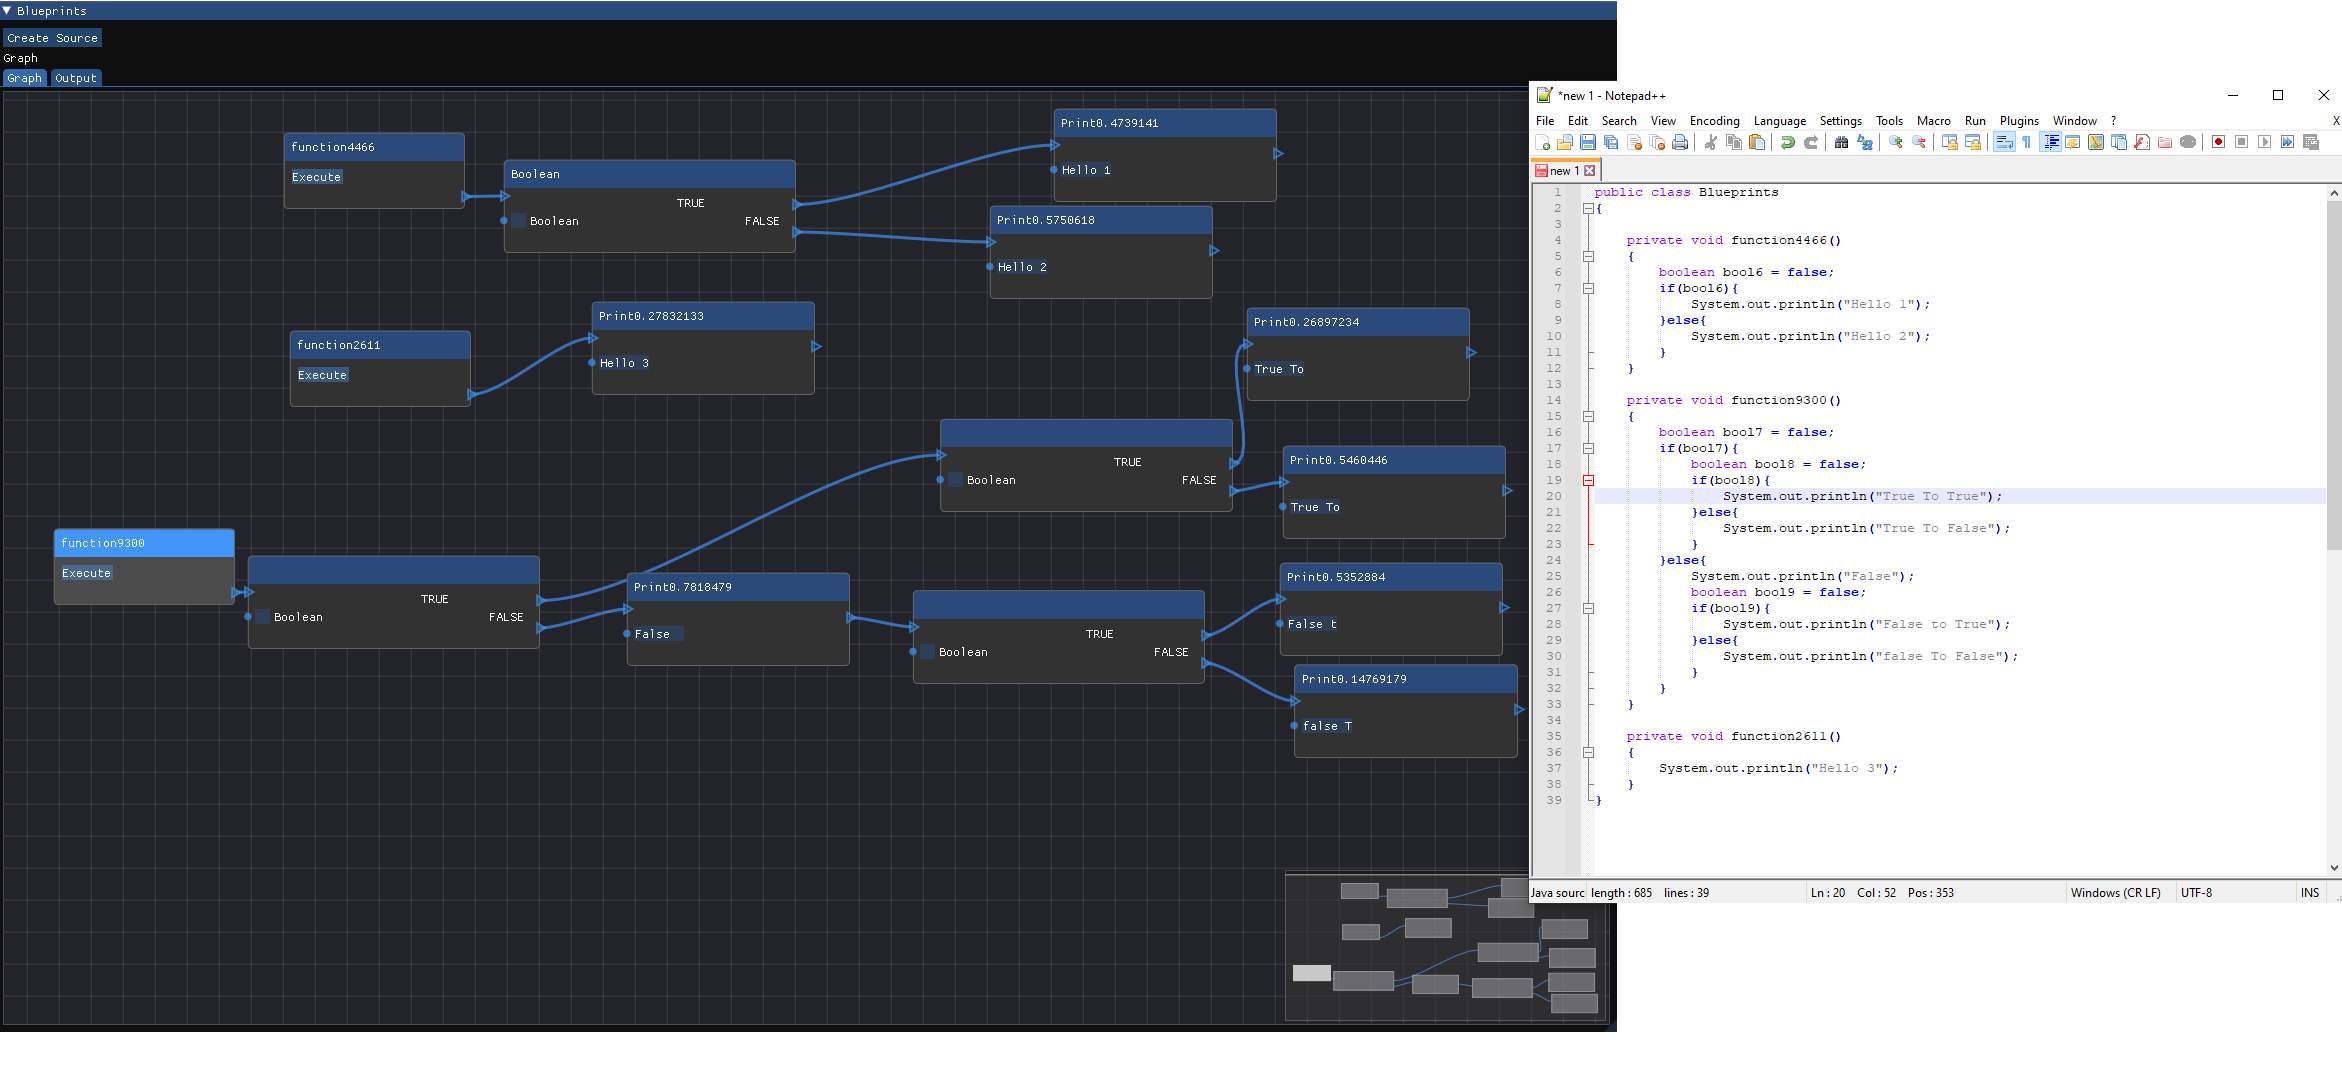 Blueprints
Create Source
Graph
Graph Output
function4466
Execute
Boolean
TRUE
Boolean
FALSE
Print0.4739141
Hello 1
Print0.5750618
Hello 2
function2611
Execute
Print0.27832133
Hello 3
Print0.26897234
True To
TRUE
Boolean
FALSE
Print0.5460446
True To
function9300
Execute
TRUE
Boolean
FALSE
Print0.7818479
False
TRUE
Boolean
FALSE
Print0.5352884
False t
Print0.14769179
false T
*new 1 - Notepad++
File Edit Search View Encoding Language Settings Tools Macro Run Plugins Window ? X
new 1
1 public class Blueprints
2 {
3
4 private void function4466()
5 {
6 boolean bool6 = false;
7 if(bool6){
8 System.out.println("Hello 1");
9 }else{
10 System.out.println("Hello 2");
11 }
12 }
13
14 private void function9300()
15 {
16 boolean bool7 = false;
17 if(bool7){
18 boolean bool8 = false;
19 if(bool8){
20 System.out.println("True To True");
21 }else{
22 System.out.println("True To False");
23 }
24 }else{
25 System.out.println("False");
26 boolean bool9 = false;
27 if(bool9){
28 System.out.println("False to True");
29 }else{
30 System.out.println("false To False");
31 }
32 }
33 }
34
35 private void function2611()
36 {
37 System.out.println("Hello 3");
38 }
39 }
Java sourc length : 685 lines : 39 Ln : 20 Col : 52 Pos : 353 Windows (CR LF) UTF-8 INS